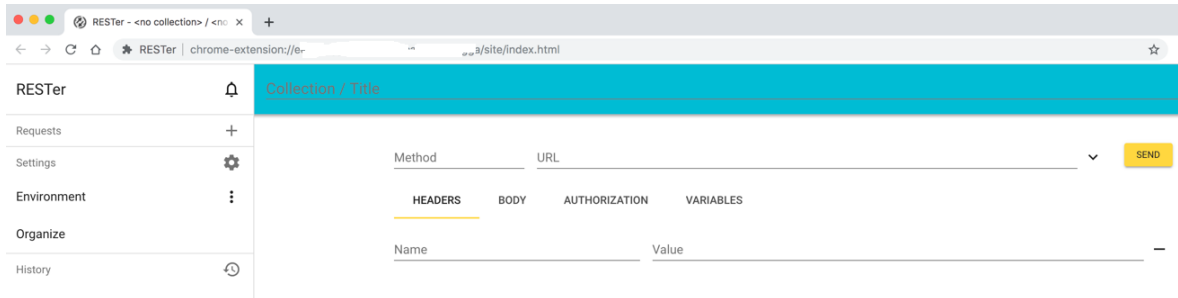 RESTer - <no collection> / <no
RESTer | chrome-extension://e
a/site/index.html
RESTer
Collection / Title
Requests
Settings
Method URL SEND
Environment
HEADERS BODY AUTHORIZATION VARIABLES
Organize
Name Value
History